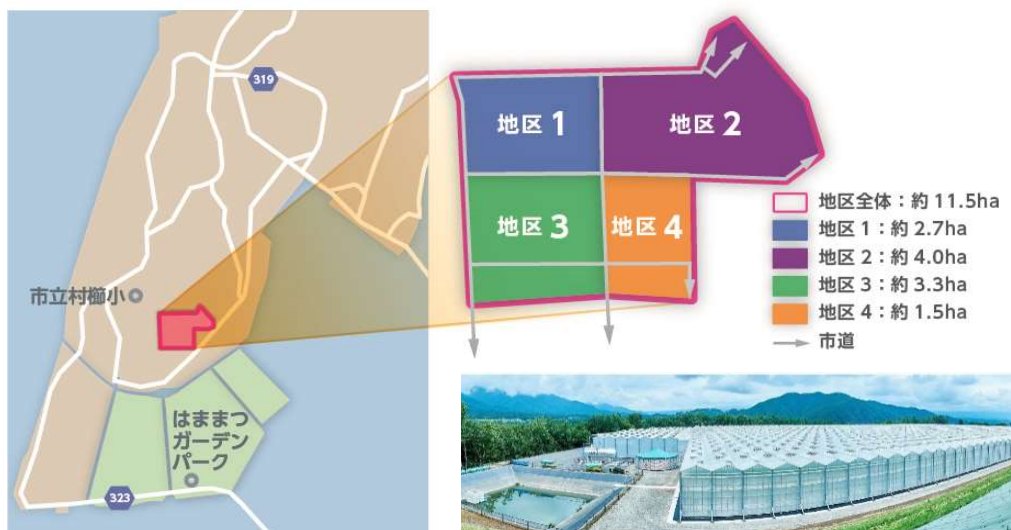 319
市立村櫛小
はままつ
ガーデン
パーク
323
地区 1
地区 2
地区 3
地区 4
地区全体:約 11.5ha
地区 1:約 2.7ha
地区 2:約 4.0ha
地区 3:約 3.3ha
地区 4:約 1.5ha
市道